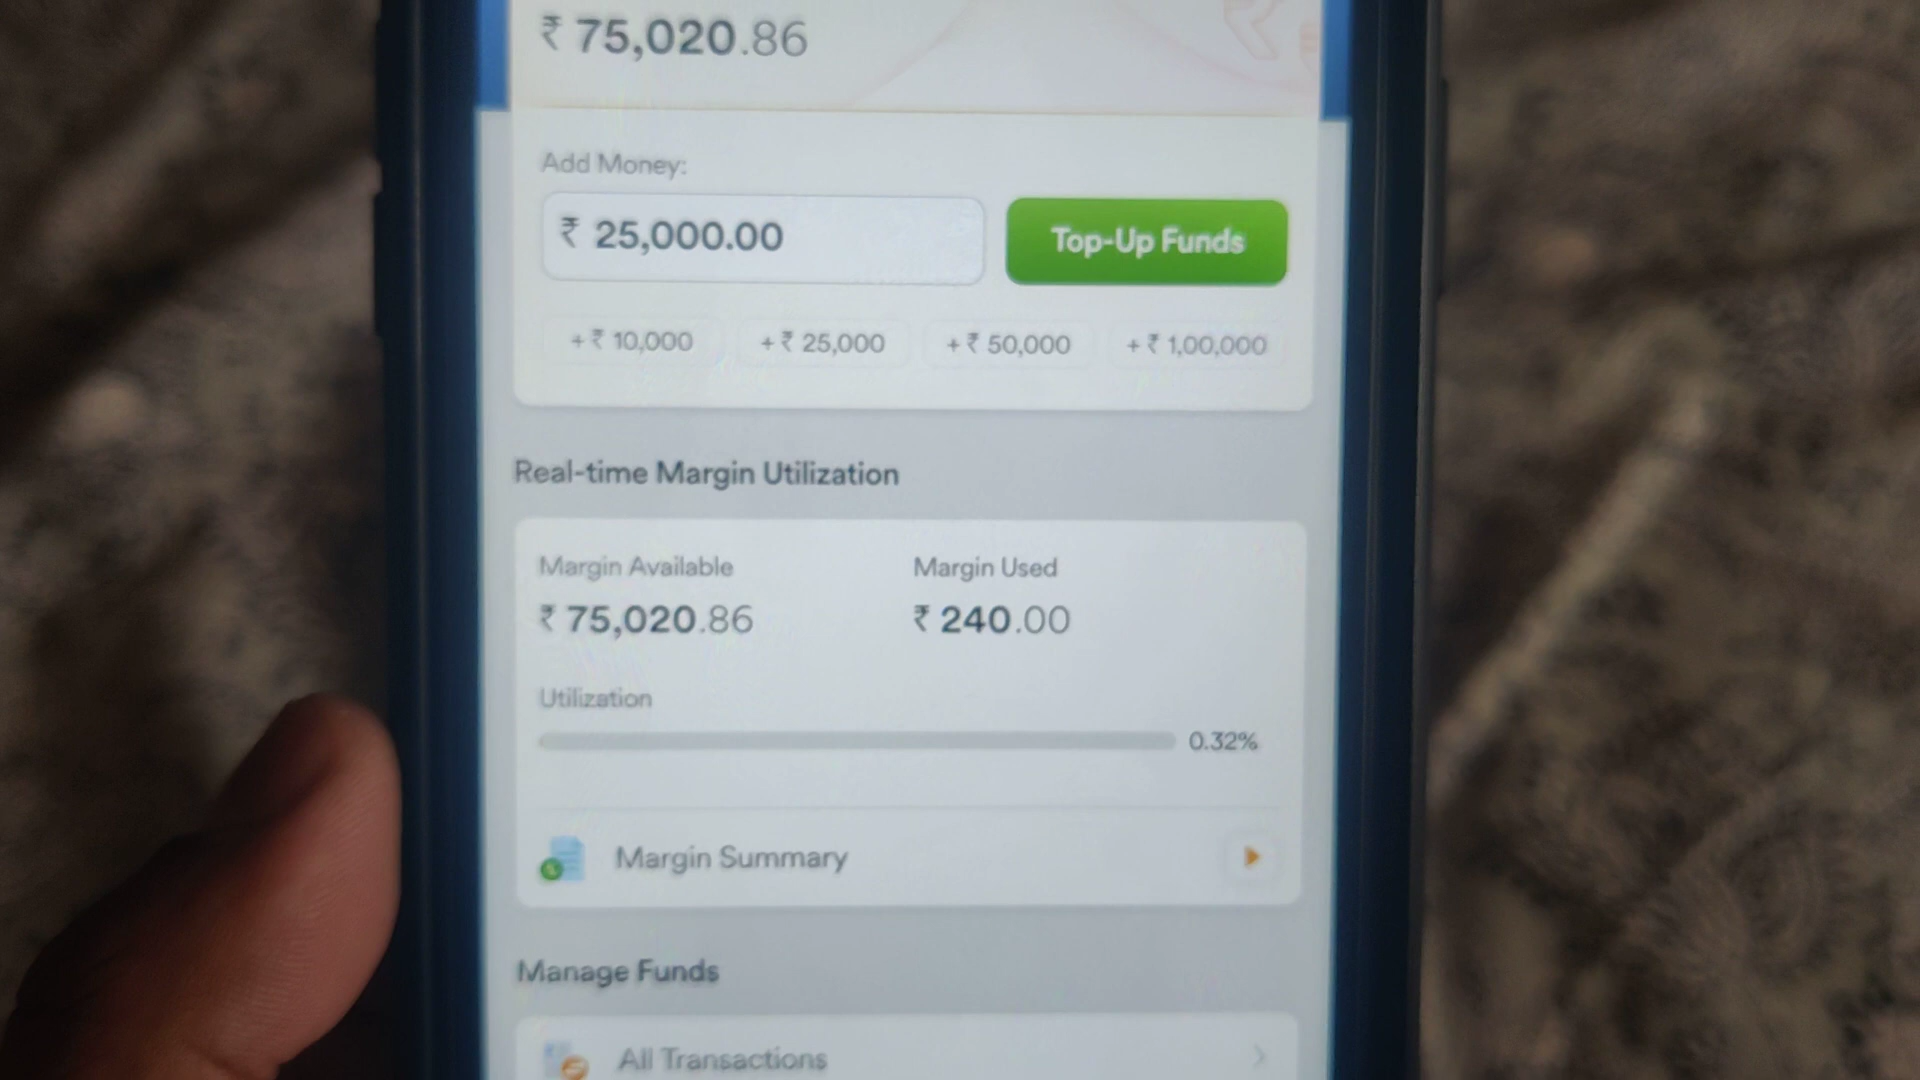 ₹ 75,020.86
Add Money:
₹ 25,000.00
Top-Up Funds
+ ₹ 10,000 + ₹ 25,000 + ₹ 50,000 + ₹ 1,00,000
Real-time Margin Utilization
Margin Available Margin Used
₹ 75,020.86 ₹ 240.00
Utilization
0.32%
Margin Summary
Manage Funds
All Transactions